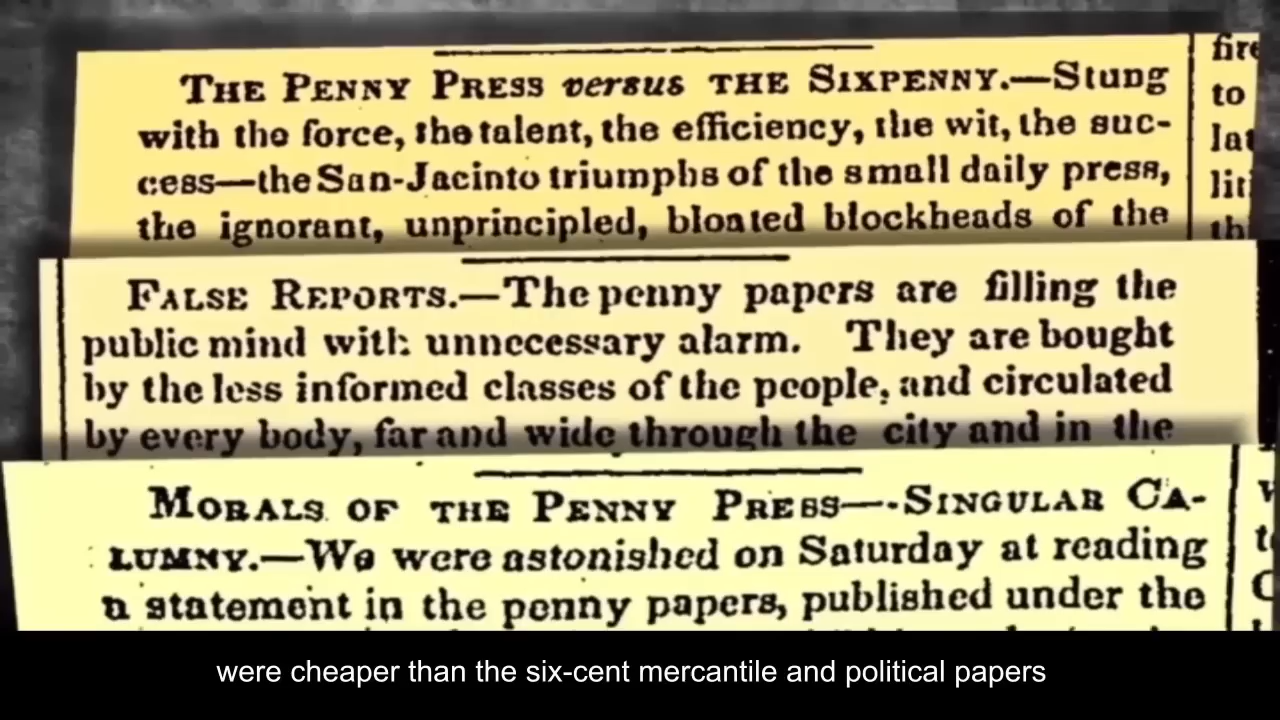 THE PENNY PRESS versus THE SIXPENNY.—Stung
with the force, the talent, the efficiency, the wit, the suc-
cess—the San-Jacinto triumphs of the small daily press,
the ignorant, unprincipled, bloated blockheads of the
fire
to
lat
liti
th
FALSE REPORTS.—The penny papers are filling the
public mind with unnecessary alarm. They are bought
by the less informed classes of the people, and circulated
by every body, far and wide through the city and in the
MORALS OF THE PENNY PRESS—-SINGULAR CA-
LUMNY.—We were astonished on Saturday at reading
a statement in the penny papers, published under the
were cheaper than the six-cent mercantile and political papers